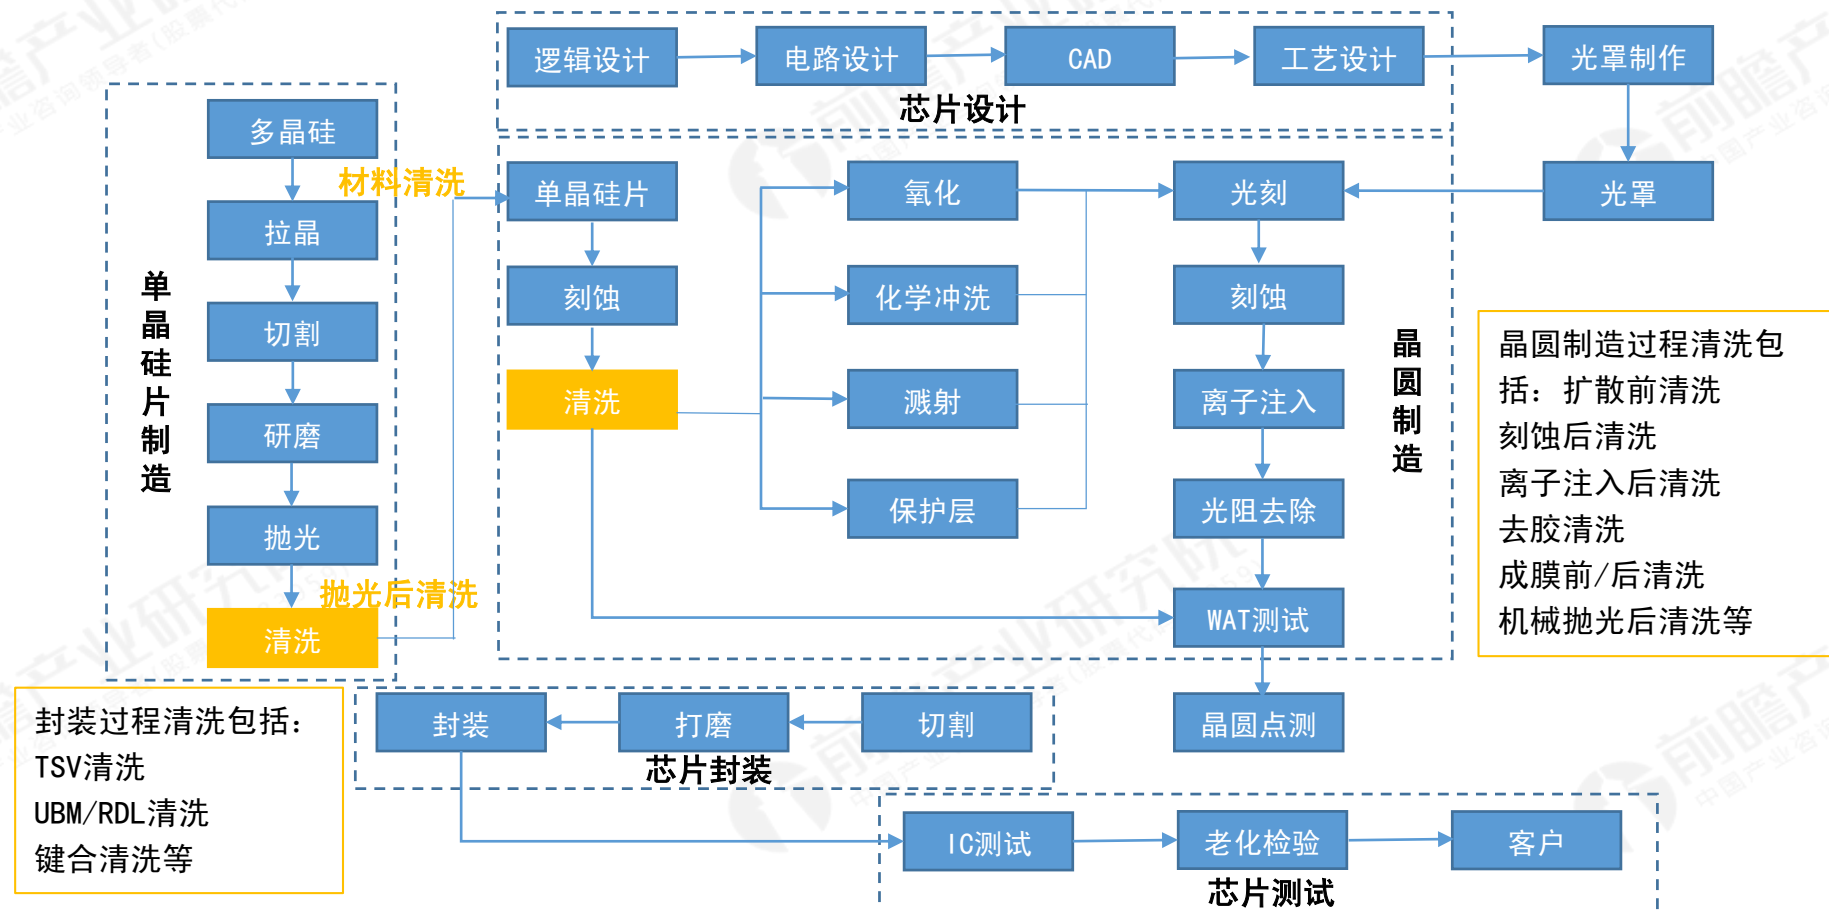 逻辑设计
电路设计
CAD
工艺设计
光罩制作
芯片设计
多晶硅
拉晶
切割
研磨
抛光
清洗
单晶硅片制造
材料清洗
抛光后清洗
单晶硅片
刻蚀
清洗
氧化
化学冲洗
溅射
保护层
光刻
刻蚀
离子注入
光阻去除
WAT测试
晶圆制造
光罩
晶圆制造过程清洗包
括：扩散前清洗
刻蚀后清洗
离子注入后清洗
去胶清洗
成膜前/后清洗
机械抛光后清洗等
封装过程清洗包括：
TSV清洗
UBM/RDL清洗
键合清洗等
封装
打磨
切割
芯片封装
晶圆点测
IC测试
老化检验
客户
芯片测试
前瞻产业研究院